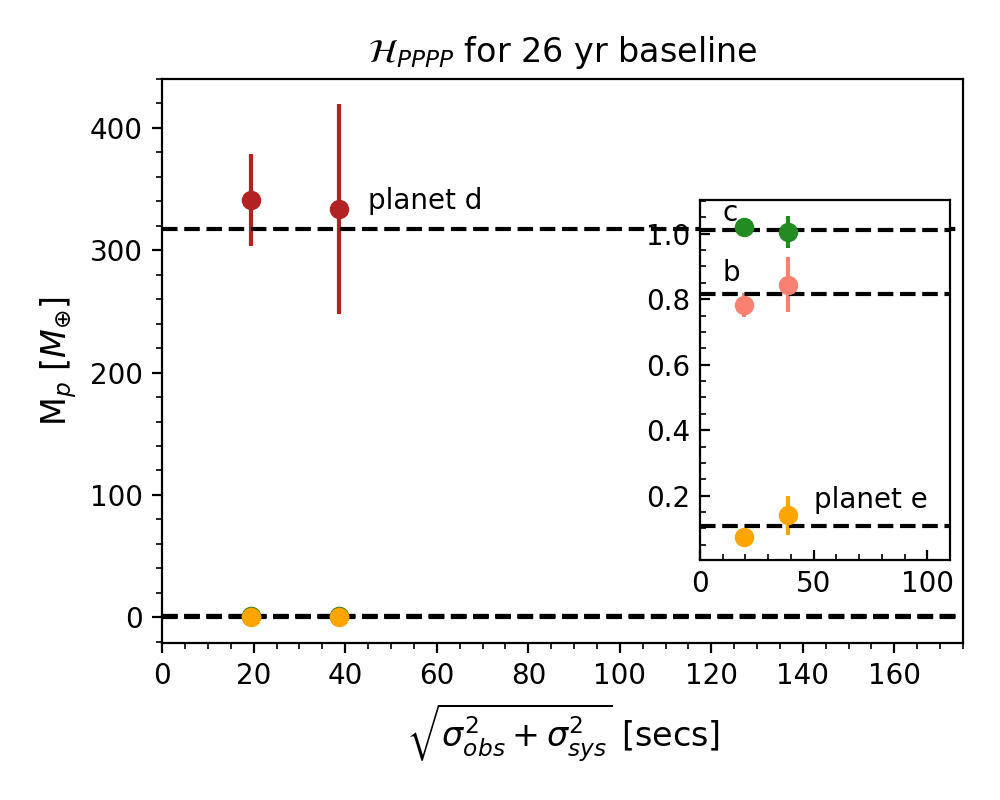 ℋ_PPPP for 26 yr baseline
M_p [M_⊕]
400
300
200
100
0
planet d
c
b
planet e
1.0
0.8
0.6
0.4
0.2
0 50 100
0 20 40 60 80 100 120 140 160
√(σ²_obs + σ²_sys) [secs]